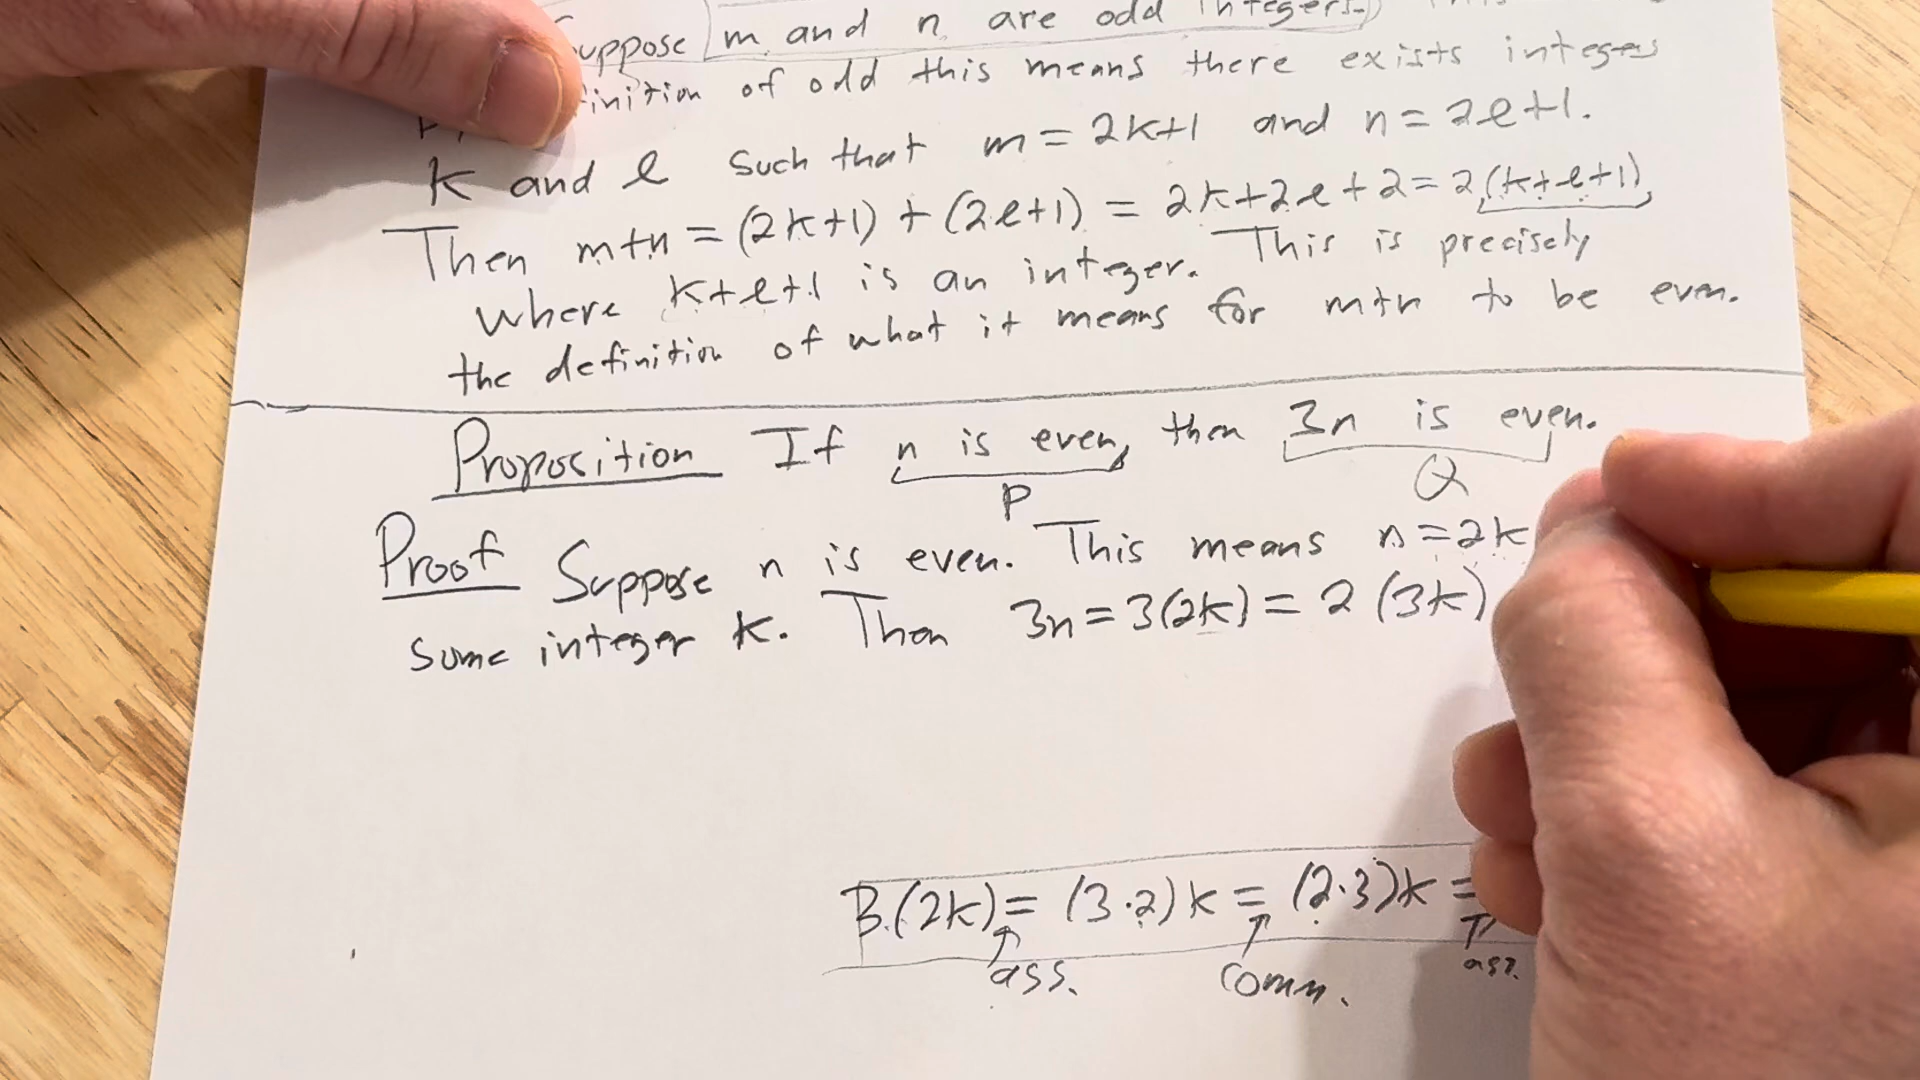 m and n are odd
of odd this means there exists integers
K and l such that m = 2k+1 and n = 2l+1.
Then m+n = (2k+1) + (2l+1) = 2k+2l+2 = 2(k+l+1),
where k+l+1 is an integer. This is precisely
the definition of what it means for m+n to be even.
Proposition If n is even, then 3n is even.
P Q
Proof Suppose n is even. This means n=2k
some integer k. Then 3n = 3(2k) = 2(3k)
3.(2k) = (3·2)k = (2·3)k =
ass. comm. ass.